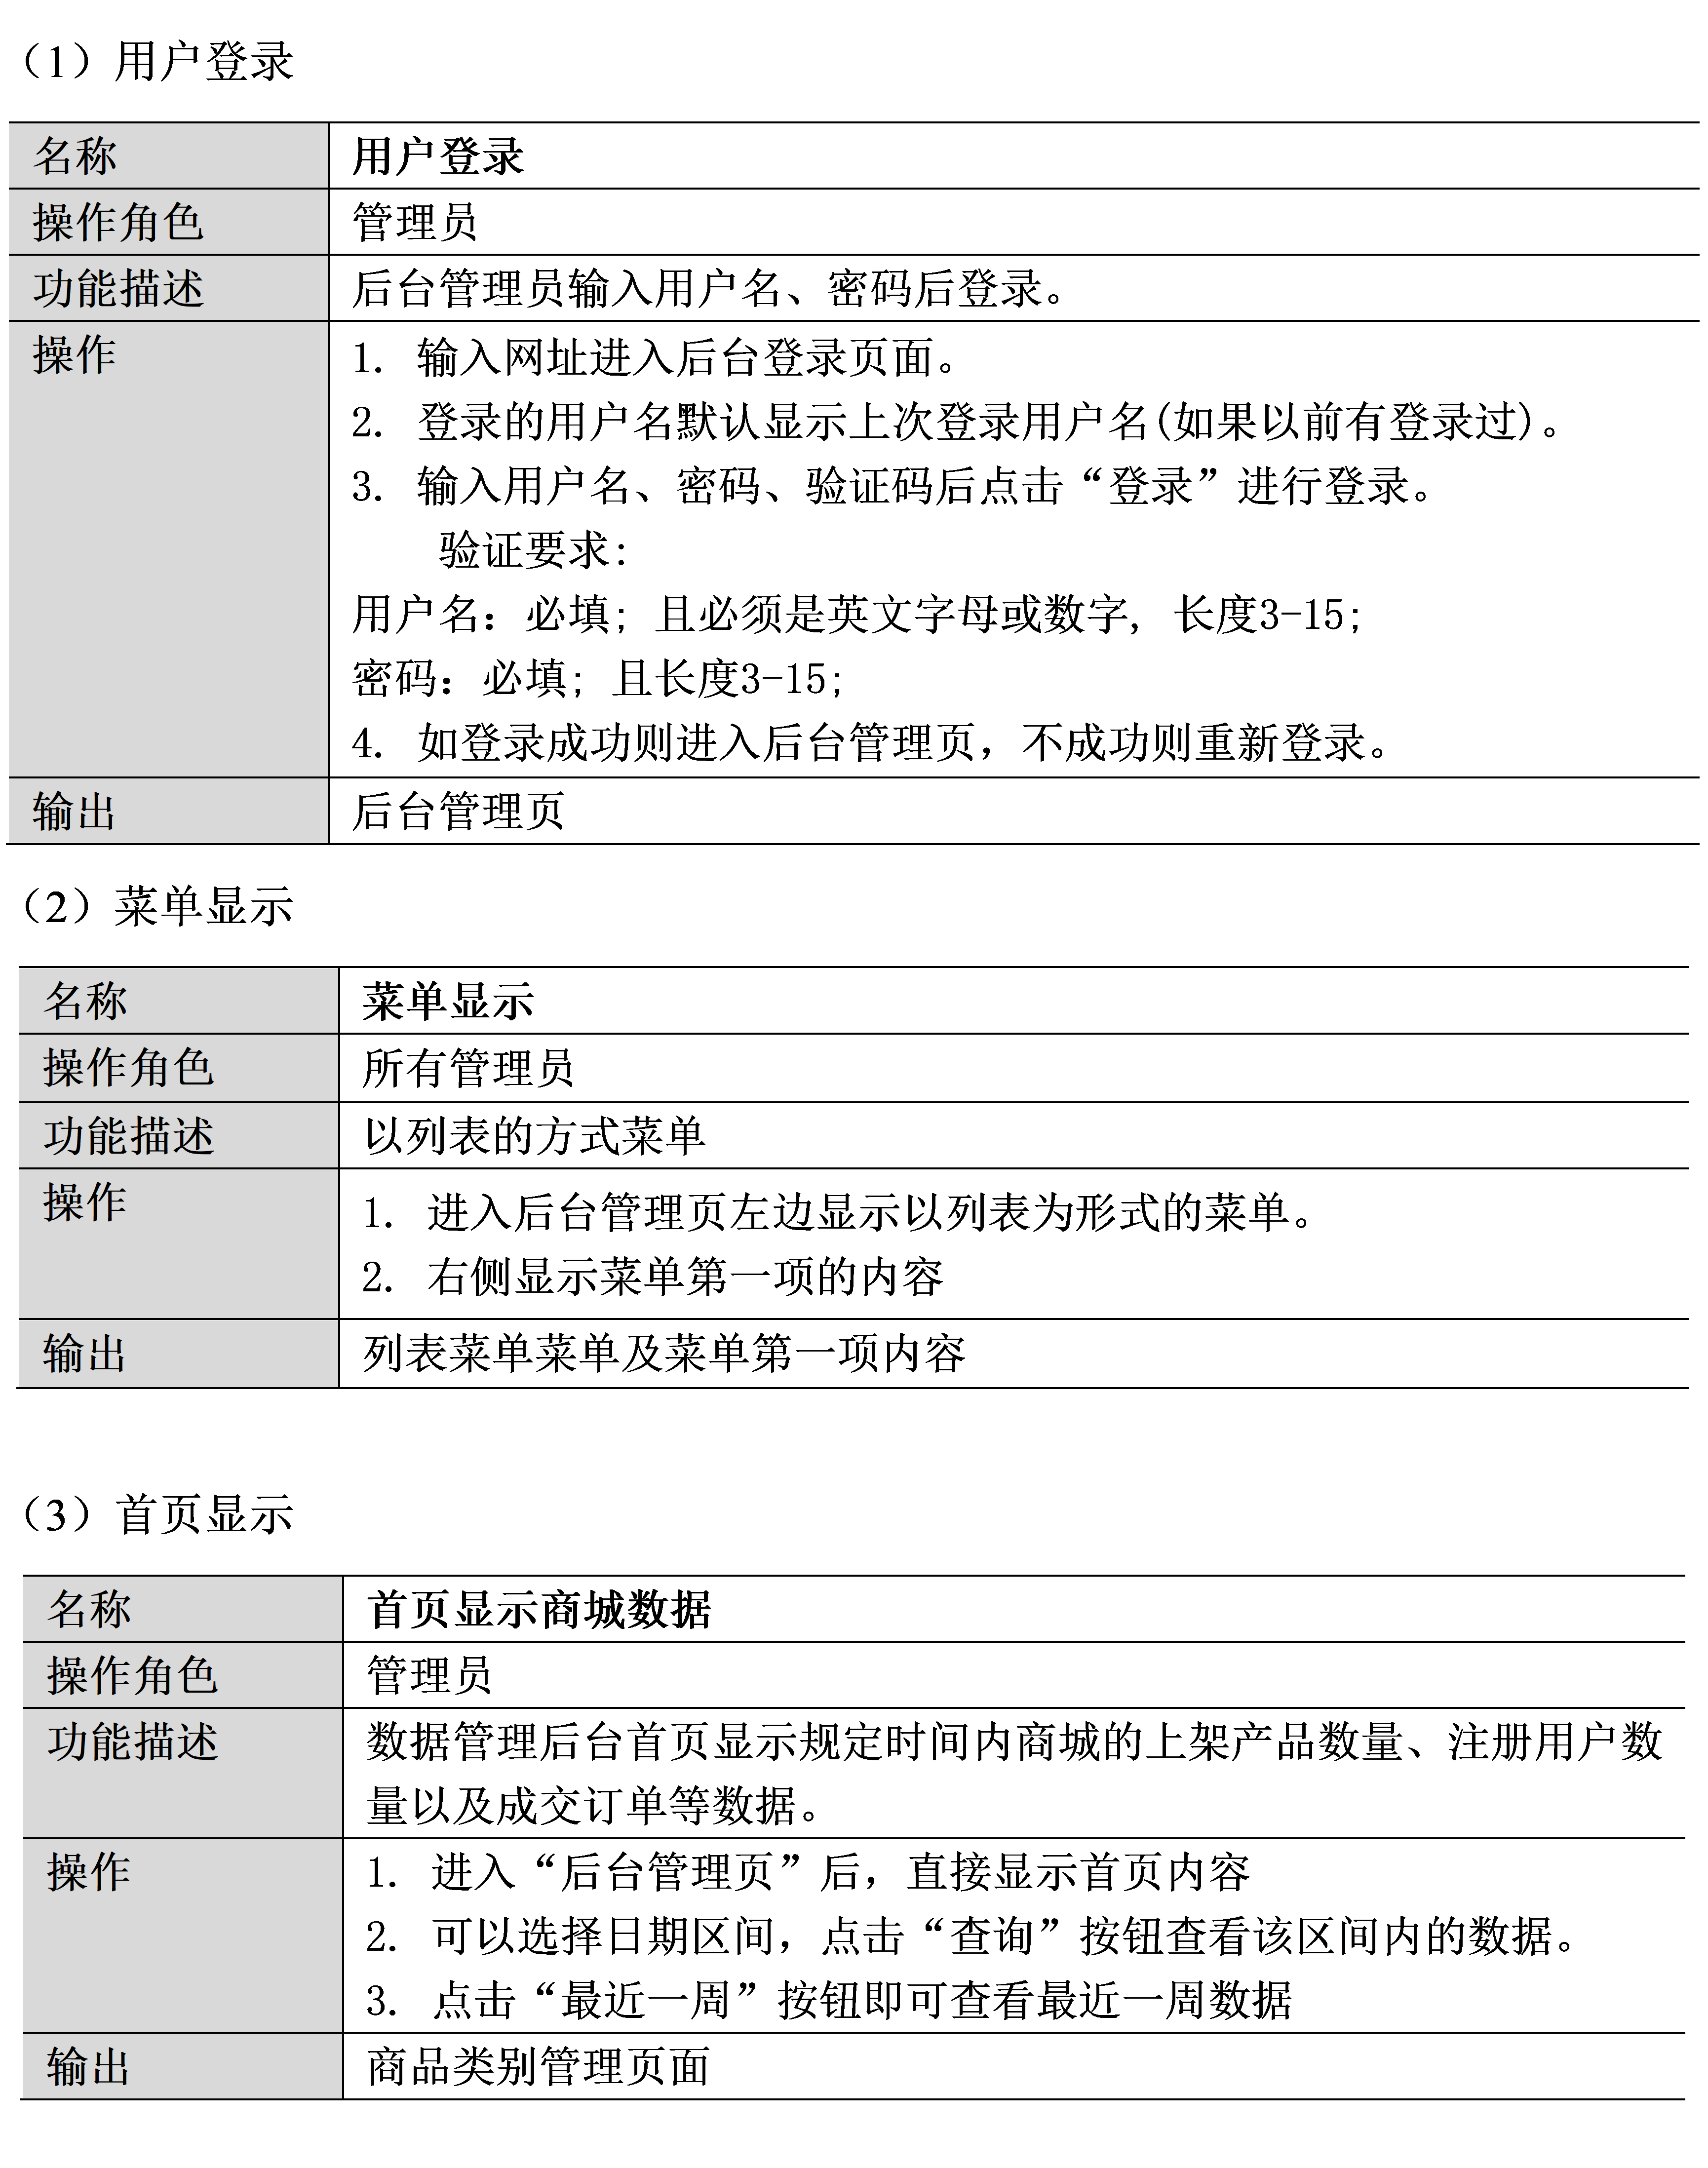 （1）用户登录
名称 用户登录
操作角色 管理员
功能描述 后台管理员输入用户名、密码后登录。
操作 1. 输入网址进入后台登录页面。
2. 登录的用户名默认显示上次登录用户名(如果以前有登录过)。
3. 输入用户名、密码、验证码后点击“登录”进行登录。
验证要求:
用户名：必填; 且必须是英文字母或数字, 长度3-15;
密码：必填; 且长度3-15;
4. 如登录成功则进入后台管理页，不成功则重新登录。
输出 后台管理页
（2）菜单显示
名称 菜单显示
操作角色 所有管理员
功能描述 以列表的方式菜单
操作 1. 进入后台管理页左边显示以列表为形式的菜单。
2. 右侧显示菜单第一项的内容
输出 列表菜单菜单及菜单第一项内容
（3）首页显示
名称 首页显示商城数据
操作角色 管理员
功能描述 数据管理后台首页显示规定时间内商城的上架产品数量、注册用户数
量以及成交订单等数据。
操作 1. 进入“后台管理页”后，直接显示首页内容
2. 可以选择日期区间，点击“查询”按钮查看该区间内的数据。
3. 点击“最近一周”按钮即可查看最近一周数据
输出 商品类别管理页面